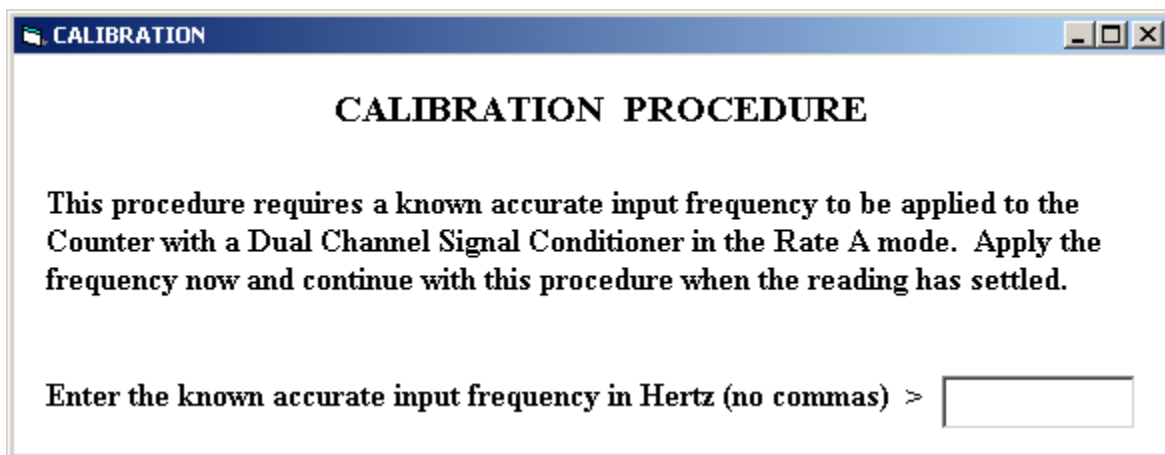 CALIBRATION
CALIBRATION PROCEDURE
This procedure requires a known accurate input frequency to be applied to the
Counter with a Dual Channel Signal Conditioner in the Rate A mode. Apply the
frequency now and continue with this procedure when the reading has settled.
Enter the known accurate input frequency in Hertz (no commas) >